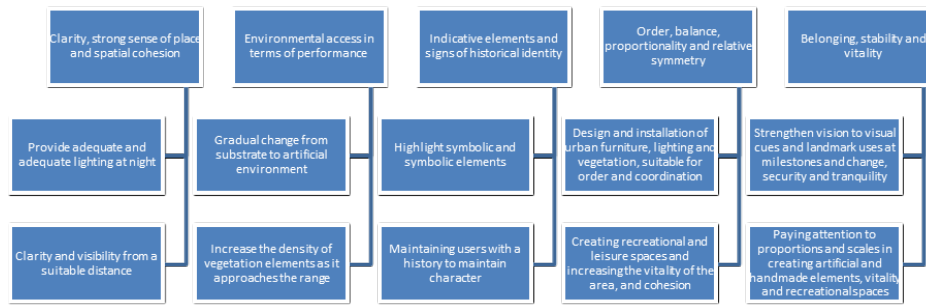 Clarity, strong sense of place
and spatial cohesion
Environmental access in
terms of performance
Indicative elements and
signs of historical identity
Order, balance,
proportionality and relative
symmetry
Belonging, stability and
vitality
Provide adequate and
adequate lighting at night
Gradual change from
substrate to artificial
environment
Highlight symbolic and
symbolic elements
Design and installation of
urban furniture, lighting and
vegetation, suitable for
order and coordination
Strengthen vision to visual
cues and landmark uses at
milestones and change,
security and tranquility
Clarity and visibility from a
suitable distance
Increase the density of
vegetation elements as it
approaches the range
Maintaining users with a
history to maintain
character
Creating recreational and
leisure spaces and
increasing the vitality of the
area, and cohesion
Paying attention to
proportions and scales in
creating artificial and
handmade elements, vitality
and recreational spaces